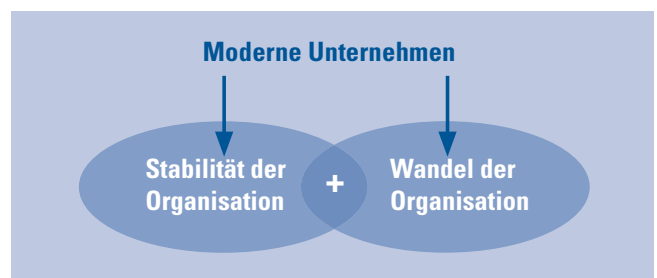 Moderne Unternehmen
Stabilität der
Organisation
+
Wandel der
Organisation